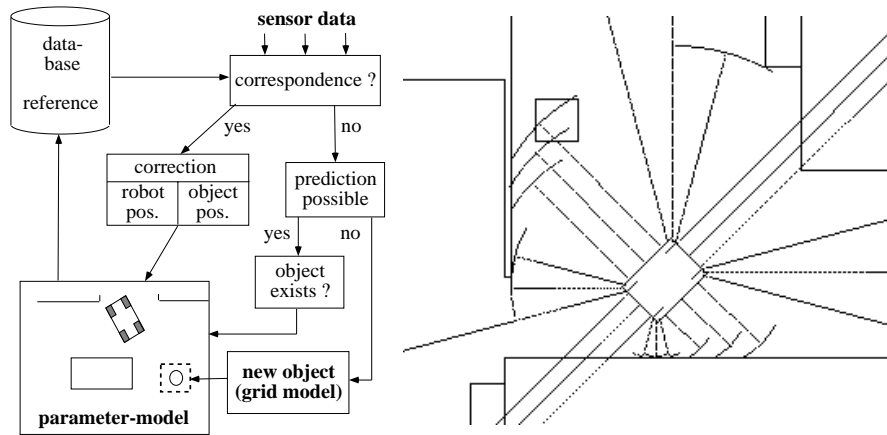 sensor data
data-
base
reference
correspondence ?
yes
no
correction
robot
pos.
object
pos.
prediction
possible
yes
no
object
exists ?
new object
(grid model)
parameter-model